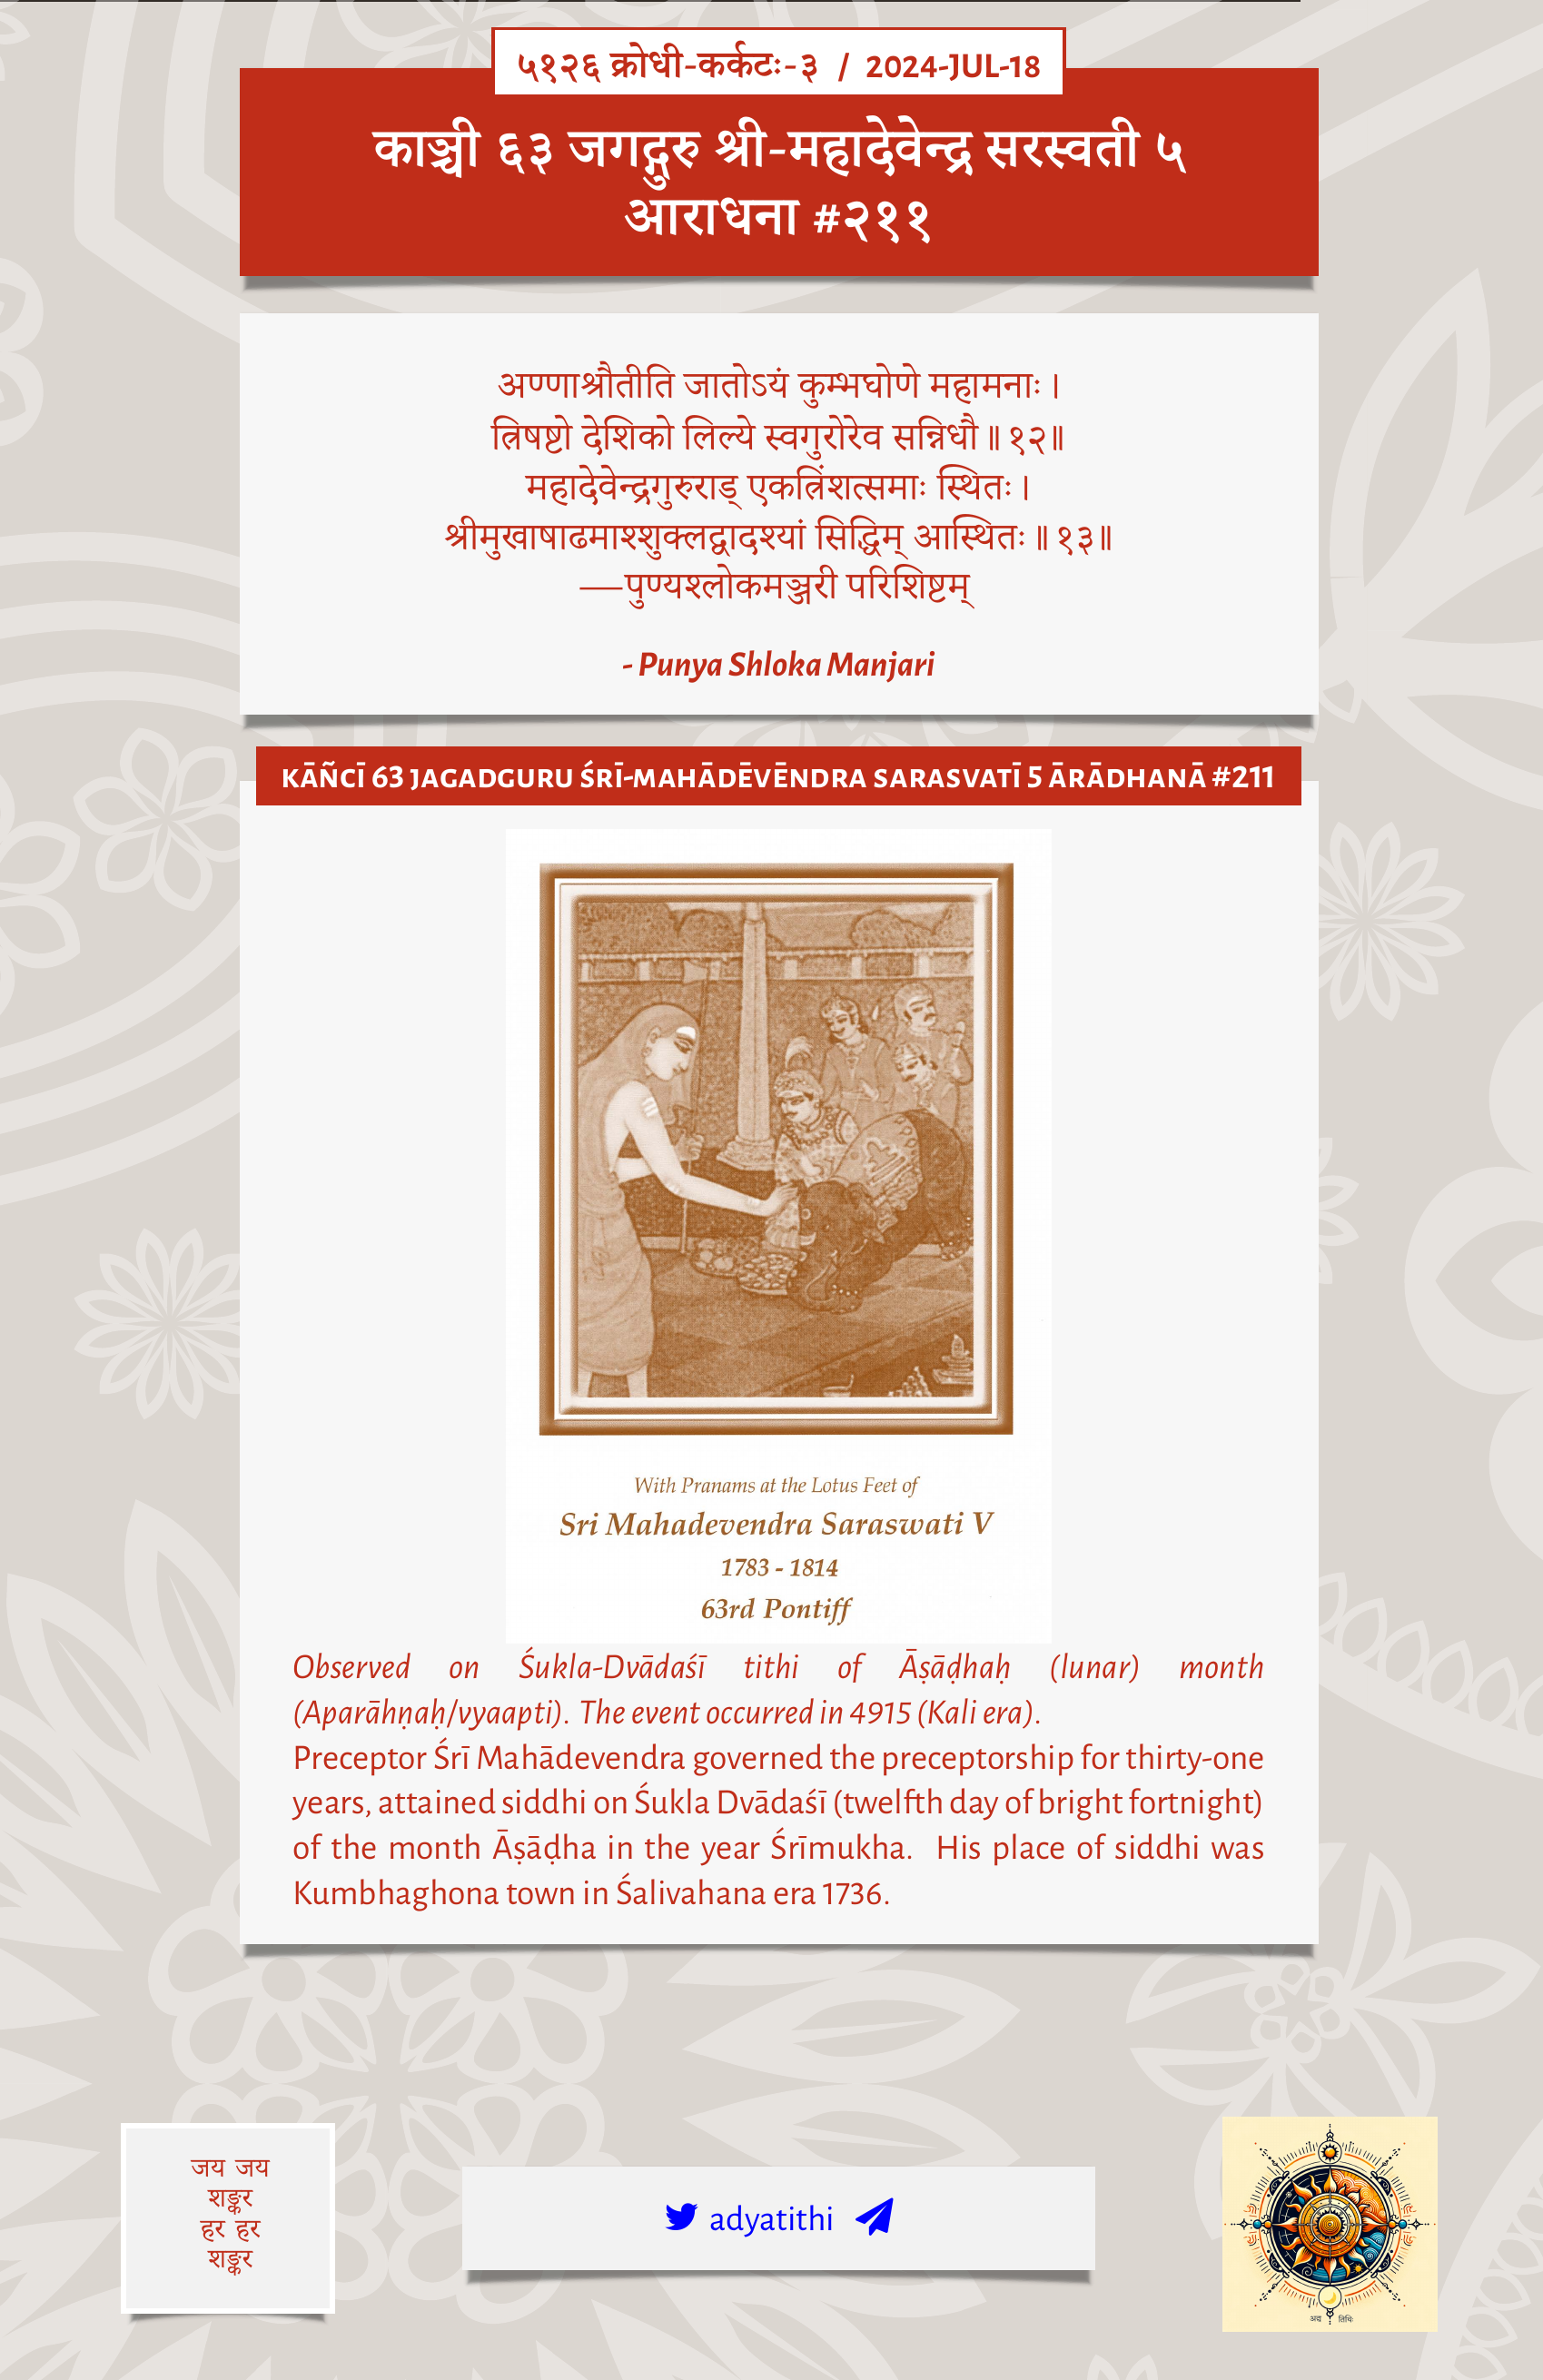 ५१२६ क्रोधी-कर्कटः-३ / 2024-JUL-18
काञ्ची ६३ जगद्गुरु श्री-महादेवेन्द्र सरस्वती ५
आराधना #२११
अण्णाश्रौतीति जातोऽयं कुम्भघोणे महामनाः ।
त्रिषष्टो देशिको लिल्ये स्वगुरोरेव सन्निधौ ॥ १२॥
महादेवेन्द्रगुरुराड् एकत्रिंशत्समाः स्थितः ।
श्रीमुखाषाढमाश्शुक्लद्वादश्यां सिद्धिम् आस्थितः ॥ १३॥
—पुण्यश्लोकमञ्जरी परिशिष्टम्
- Punya Shloka Manjari
KĀÑCĪ 63 JAGADGURU ŚRĪ-MAHĀDĒVĒNDRA SARASVATĪ 5 ĀRĀDHANĀ #211
With Pranams at the Lotus Feet of
Sri Mahadevendra Saraswati V
1783 - 1814
63rd Pontiff
Observed on Śukla-Dvādaśī tithi of Āṣāḍhaḥ (lunar) month
(Aparāhṇaḥ/vyaapti). The event occurred in 4915 (Kali era).
Preceptor Śrī Mahādevendra governed the preceptorship for thirty-one
years, attained siddhi on Śukla Dvādaśī (twelfth day of bright fortnight)
of the month Āṣāḍha in the year Śrīmukha. His place of siddhi was
Kumbhaghona town in Śalivahana era 1736.
जय जय
शङ्कर
हर हर
शङ्कर
adyatithi
अद्य तिथिः